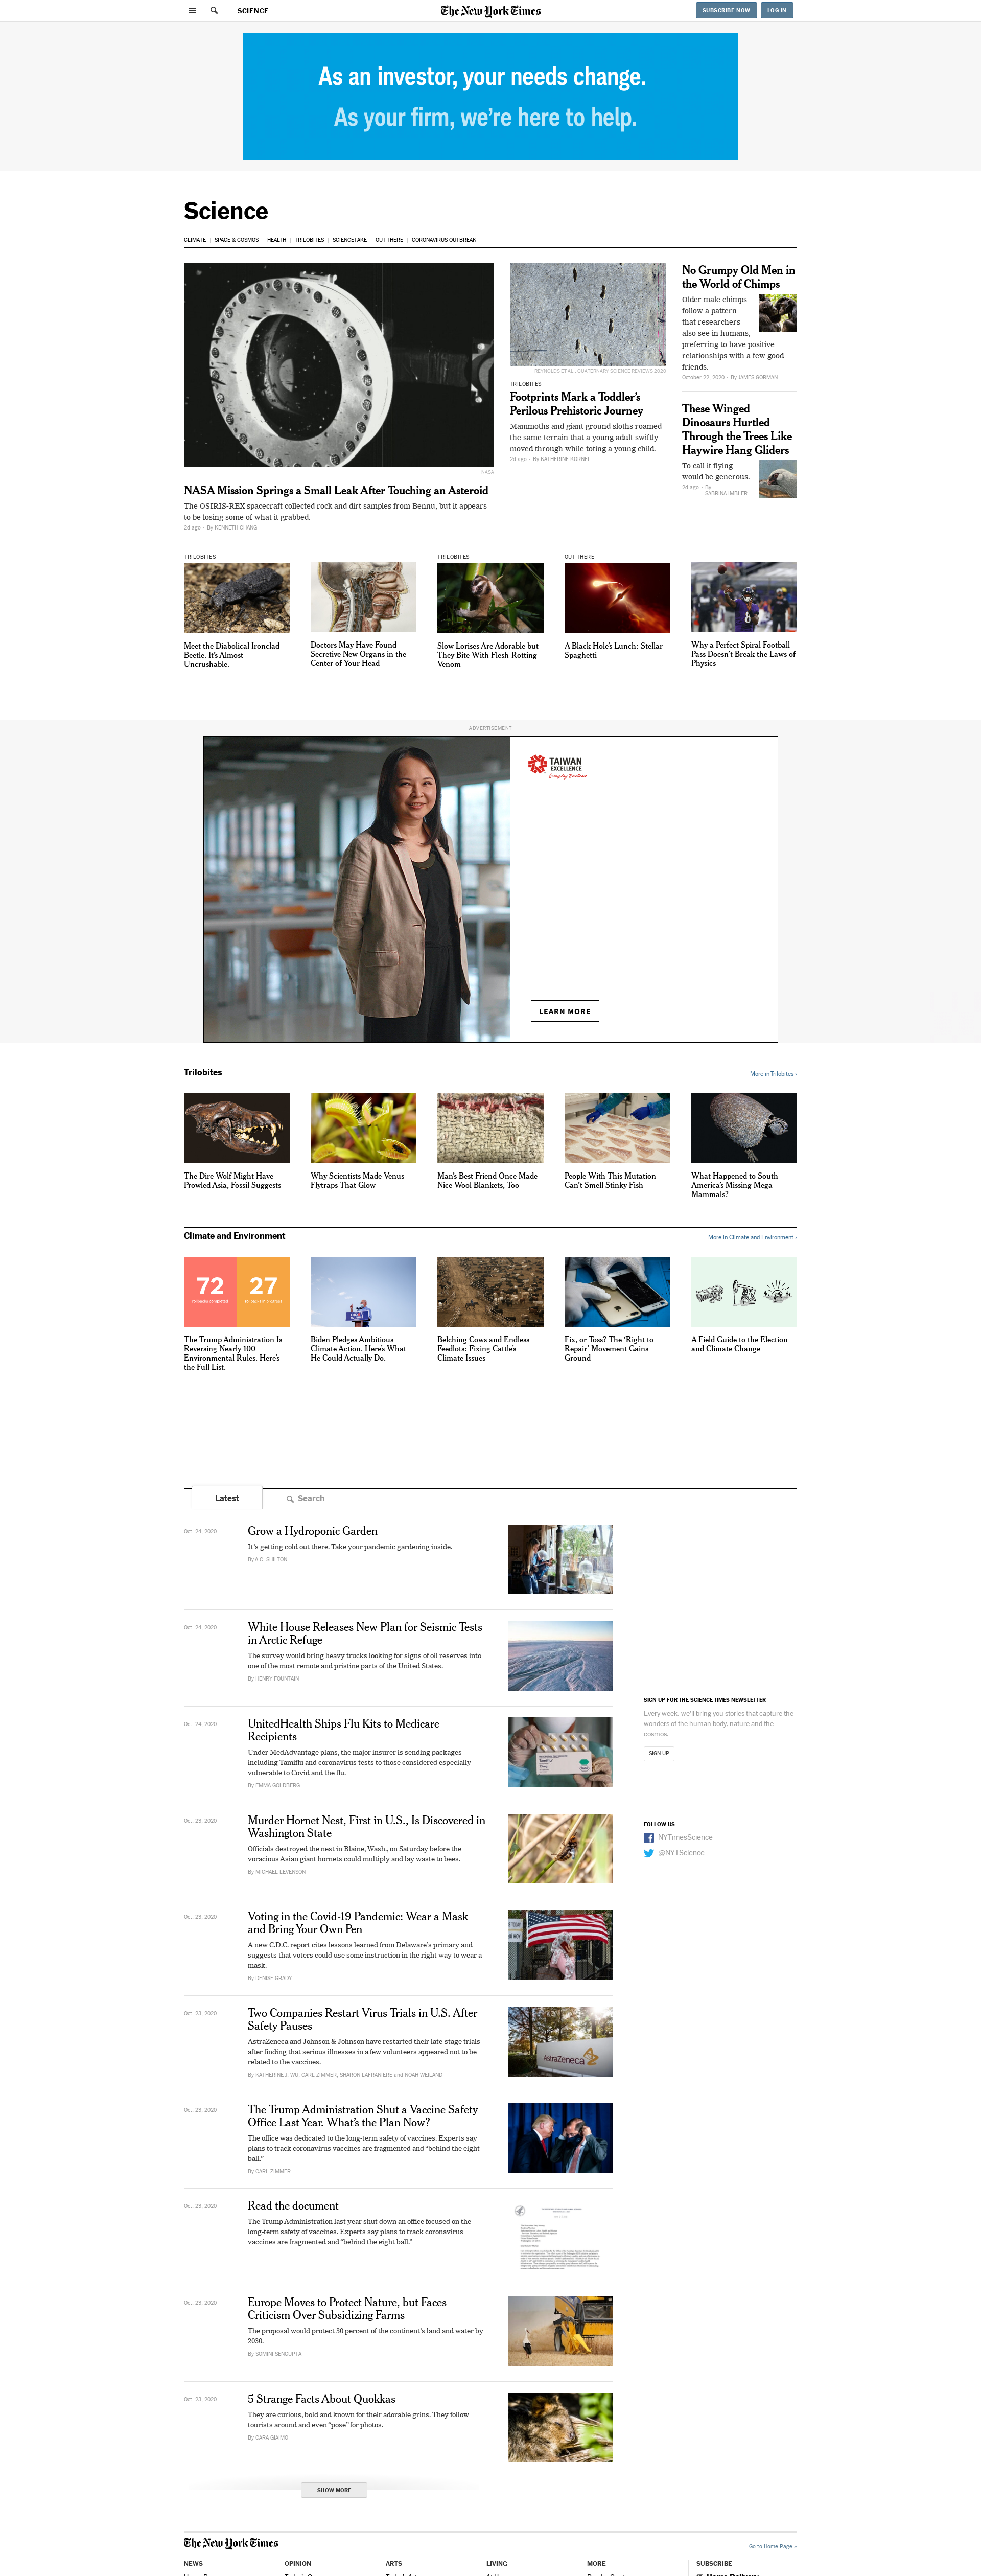 SCIENCE
The New York Times
SUBSCRIBE NOW
LOG IN
As an investor, your needs change.
As your firm, we're here to help.
Science
CLIMATE
SPACE & COSMOS
HEALTH
TRILOBITES
SCIENCETAKE
OUT THERE
CORONAVIRUS OUTBREAK
NASA
NASA Mission Springs a Small Leak After Touching an Asteroid
The OSIRIS-REX spacecraft collected rock and dirt samples from Bennu, but it appears
to be losing some of what it grabbed.
2d ago - By KENNETH CHANG
REYNOLDS ET AL., QUATERNARY SCIENCE REVIEWS 2020
TRILOBITES
Footprints Mark a Toddler's
Perilous Prehistoric Journey
Mammoths and giant ground sloths roamed
the same terrain that a young adult swiftly
moved through while toting a young child.
2d ago - By KATHERINE KORNEI
No Grumpy Old Men in
the World of Chimps
Older male chimps
follow a pattern
that researchers
also see in humans,
preferring to have positive
relationships with a few good
friends.
October 22, 2020 - By JAMES GORMAN
These Winged
Dinosaurs Hurtled
Through the Trees Like
Haywire Hang Gliders
To call it flying
would be generous.
2d ago - By
SABRINA IMBLER
TRILOBITES
Meet the Diabolical Ironclad
Beetle. It's Almost
Uncrushable.
Doctors May Have Found
Secretive New Organs in the
Center of Your Head
TRILOBITES
Slow Lorises Are Adorable but
They Bite With Flesh-Rotting
Venom
OUT THERE
A Black Hole's Lunch: Stellar
Spaghetti
Why a Perfect Spiral Football
Pass Doesn't Break the Laws of
Physics
ADVERTISEMENT
TAIWAN
EXCELLENCE
Everyday Excellence
LEARN MORE
Trilobites
More in Trilobites ›
The Dire Wolf Might Have
Prowled Asia, Fossil Suggests
Why Scientists Made Venus
Flytraps That Glow
Man's Best Friend Once Made
Nice Wool Blankets, Too
People With This Mutation
Can't Smell Stinky Fish
What Happened to South
America's Missing Mega-
Mammals?
Climate and Environment
More in Climate and Environment ›
72
27
The Trump Administration Is
Reversing Nearly 100
Environmental Rules. Here's
the Full List.
Biden Pledges Ambitious
Climate Action. Here's What
He Could Actually Do.
Belching Cows and Endless
Feedlots: Fixing Cattle's
Climate Issues
Fix, or Toss? The 'Right to
Repair' Movement Gains
Ground
A Field Guide to the Election
and Climate Change
Latest
Search
Oct. 24, 2020
Grow a Hydroponic Garden
It's getting cold out there. Take your pandemic gardening inside.
By A.C. SHILTON
Oct. 24, 2020
White House Releases New Plan for Seismic Tests
in Arctic Refuge
The survey would bring heavy trucks looking for signs of oil reserves into
one of the most remote and pristine parts of the United States.
By HENRY FOUNTAIN
Oct. 24, 2020
UnitedHealth Ships Flu Kits to Medicare
Recipients
Under MedAdvantage plans, the major insurer is sending packages
including Tamiflu and coronavirus tests to those considered especially
vulnerable to Covid and the flu.
By EMMA GOLDBERG
Oct. 23, 2020
Murder Hornet Nest, First in U.S., Is Discovered in
Washington State
Officials destroyed the nest in Blaine, Wash., on Saturday before the
voracious Asian giant hornets could multiply and lay waste to bees.
By MICHAEL LEVENSON
Oct. 23, 2020
Voting in the Covid-19 Pandemic: Wear a Mask
and Bring Your Own Pen
A new C.D.C. report cites lessons learned from Delaware's primary and
suggests that voters could use some instruction in the right way to wear a
mask.
By DENISE GRADY
Oct. 23, 2020
Two Companies Restart Virus Trials in U.S. After
Safety Pauses
AstraZeneca and Johnson & Johnson have restarted their late-stage trials
after finding that serious illnesses in a few volunteers appeared not to be
related to the vaccines.
By KATHERINE J. WU, CARL ZIMMER, SHARON LAFRANIERE and NOAH WEILAND
AstraZeneca
Oct. 23, 2020
The Trump Administration Shut a Vaccine Safety
Office Last Year. What's the Plan Now?
The office was dedicated to the long-term safety of vaccines. Experts say
plans to track coronavirus vaccines are fragmented and "behind the eight
ball."
By CARL ZIMMER
Oct. 23, 2020
Read the document
The Trump Administration last year shut down an office focused on the
long-term safety of vaccines. Experts say plans to track coronavirus
vaccines are fragmented and "behind the eight ball."
Oct. 23, 2020
Europe Moves to Protect Nature, but Faces
Criticism Over Subsidizing Farms
The proposal would protect 30 percent of the continent's land and water by
2030.
By SOMINI SENGUPTA
Oct. 23, 2020
5 Strange Facts About Quokkas
They are curious, bold and known for their adorable grins. They follow
tourists around and even "pose" for photos.
By CARA GIAIMO
SHOW MORE
SIGN UP FOR THE SCIENCE TIMES NEWSLETTER
Every week, we'll bring you stories that capture the
wonders of the human body, nature and the
cosmos.
SIGN UP
FOLLOW US
NYTimesScience
@NYTScience
The New York Times
Go to Home Page »
NEWS
OPINION
ARTS
LIVING
MORE
SUBSCRIBE